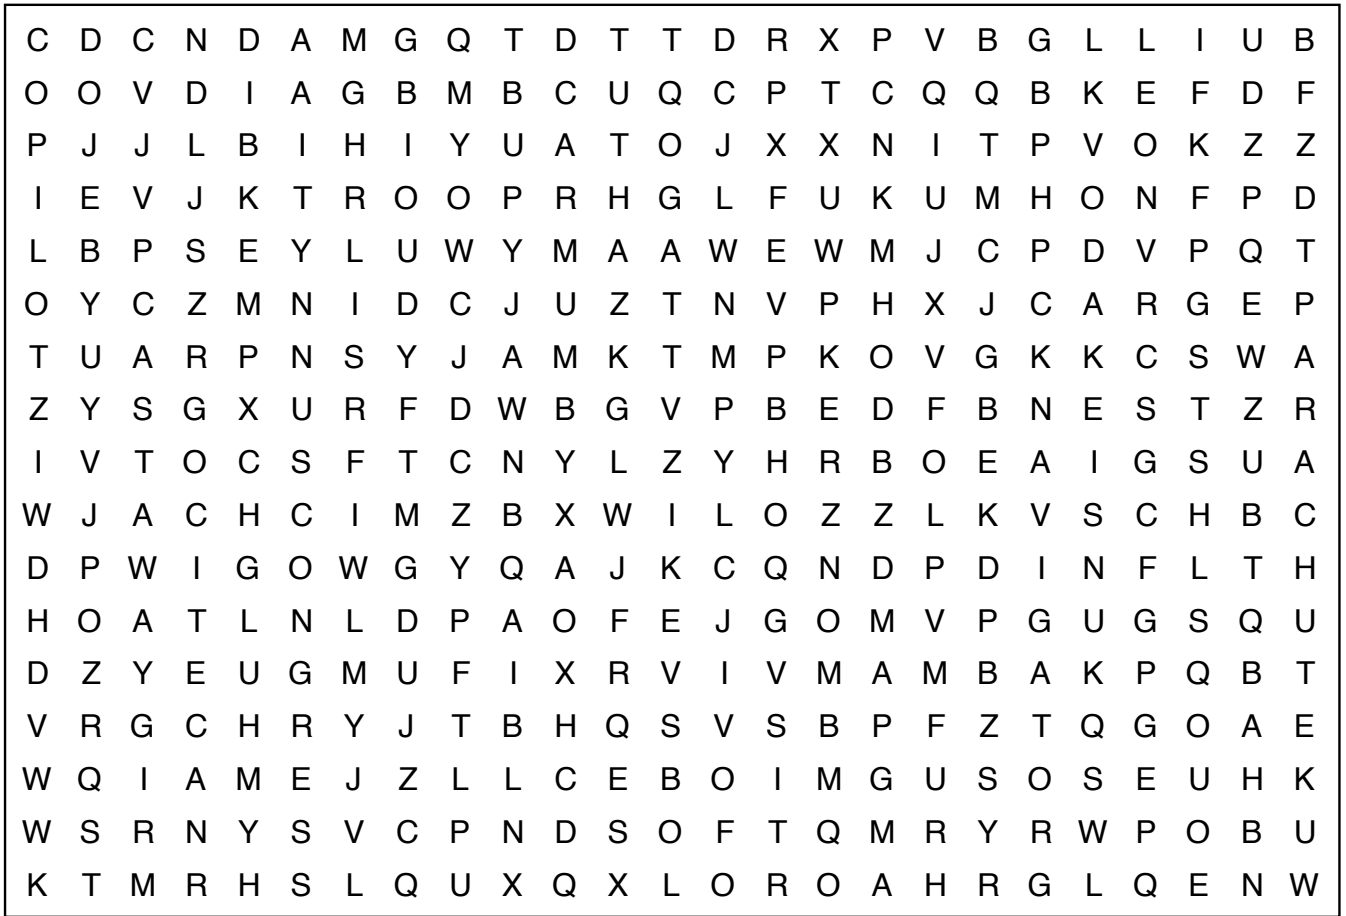 C D C N D A M G Q T D T T D R X P V B G L L I U B
O O V D I A G B M B C U Q C P T C Q Q B K E F D F
P J J L B I H I Y U A T O J X X N I T P V O K Z Z
I E V J K T R O O P R H G L F U K U M H O N F P D
L B P S E Y L U W Y M A A W E W M J C P D V P Q T
O Y C Z M N I D C J U Z T N V P H X J C A R G E P
T U A R P N S Y J A M K T M P K O V G K K C S W A
Z Y S G X U R F D W B G V P B E D F B N E S T Z R
I V T O C S F T C N Y L Z Y H R B O E A I G S U A
W J A C H C I M Z B X W I L O Z Z L K V S C H B C
D P W I G O W G Y Q A J K C Q N D P D I N F L T H
H O A T L N L D P A O F E J G O M V P G U G S Q U
D Z Y E U G M U F I X R V I V M A M B A K P Q B T
V R G C H R Y J T B H Q S V S B P F Z T Q G O A E
W Q I A M E J Z L L C E B O I M G U S O S E U H K
W S R N Y S V C P N D S O F T Q M R Y R W P O B U
K T M R H S L Q U X Q X L O R O A H R G L Q E N W